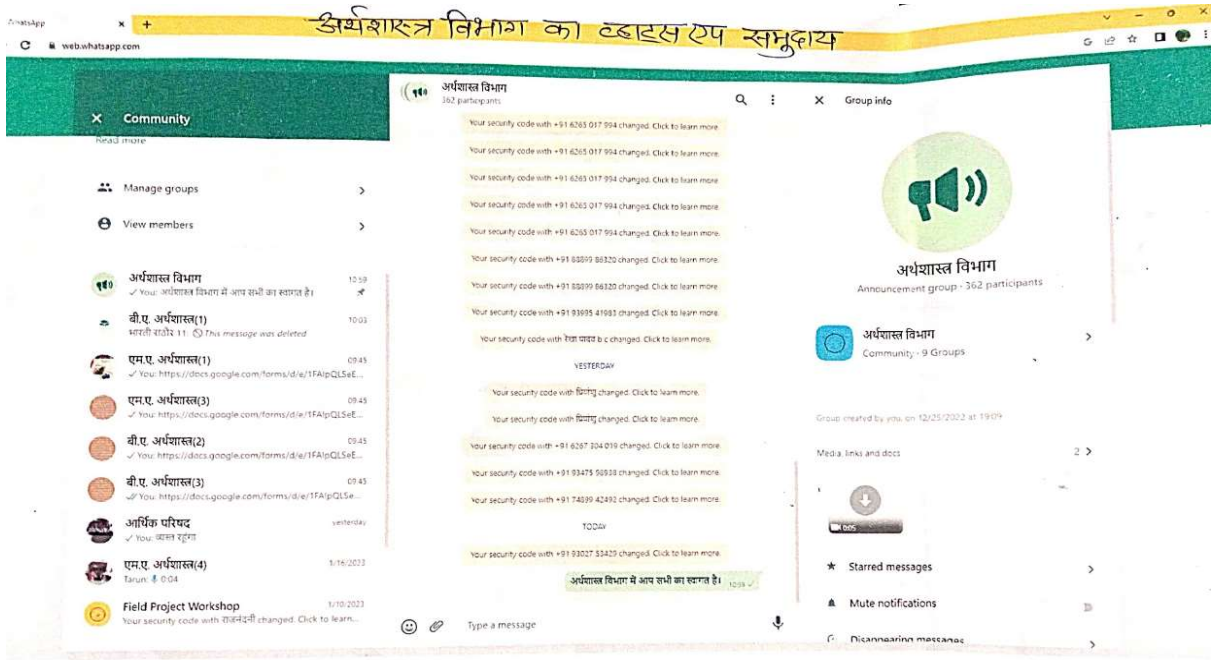 अर्थशास्त्र विभाग का व्हाट्स एप समुदाय
WhatsApp
web.whatsapp.com
Community
Read more
Manage groups
View members
अर्थशास्त्र विभाग 10:59
You: अर्थशास्त्र विभाग में आप सभी का स्वागत है।
बी.ए. अर्थशास्त्र(1) 10:03
भारती राठौर 11: This message was deleted
एम.ए. अर्थशास्त्र(1) 09:45
You: https://docs.google.com/forms/d/e/1FAIpQLSeE...
एम.ए. अर्थशास्त्र(3) 09:45
You: https://docs.google.com/forms/d/e/1FAIpQLSeE...
बी.ए. अर्थशास्त्र(2) 09:45
You: https://docs.google.com/forms/d/e/1FAIpQLSeE...
बी.ए. अर्थशास्त्र(3) 09:45
You: https://docs.google.com/forms/d/e/1FAIpQLSe...
आर्थिक परिषद yesterday
You: व्यस्त रहूंगा
एम.ए. अर्थशास्त्र(4) 1/16/2023
Tarun: 0:04
Field Project Workshop 1/10/2023
Your security code with राजनंदनी changed. Click to learn...
अर्थशास्त्र विभाग
362 participants
Your security code with +91 6265 017 994 changed. Click to learn more.
Your security code with +91 6265 017 994 changed. Click to learn more.
Your security code with +91 6265 017 994 changed. Click to learn more.
Your security code with +91 6265 017 994 changed. Click to learn more.
Your security code with +91 6265 017 994 changed. Click to learn more.
Your security code with +91 88899 86320 changed. Click to learn more.
Your security code with +91 88899 86320 changed. Click to learn more.
Your security code with +91 93995 41983 changed. Click to learn more.
Your security code with रेखा यादव b c changed. Click to learn more.
YESTERDAY
Your security code with प्रियांशु changed. Click to learn more.
Your security code with प्रियांशु changed. Click to learn more.
Your security code with +91 6267 304 019 changed. Click to learn more.
Your security code with +91 93475 changed. Click to learn more.
Your security code with +91 74899 42492 changed. Click to learn more.
TODAY
Your security code with +91 93027 53429 changed. Click to learn more.
अर्थशास्त्र विभाग में आप सभी का स्वागत है। 10:59
Type a message
Group info
अर्थशास्त्र विभाग
Announcement group · 362 participants
अर्थशास्त्र विभाग
Community · 9 Groups
Group created by you, on 12/25/2022 at 19:09
Media, links and docs 2
Starred messages
Mute notifications
Disappearing messages